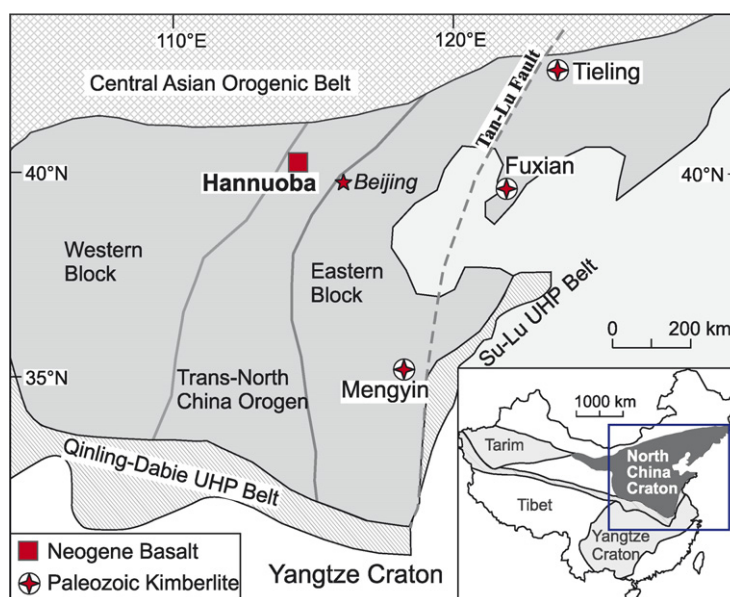 110°E
120°E
Central Asian Orogenic Belt
Tan-Lu Fault
Tieling
40°N
Hannuoba
Beijing
Fuxian
40°N
Western
Block
Eastern
Block
Su-Lu UHP Belt
0 200 km
35°N
Trans-North
China Orogen
Mengyin
Qinling-Dabie UHP Belt
Yangtze Craton
Neogene Basalt
Paleozoic Kimberlite
1000 km
Tarim
North
China
Craton
Tibet
Yangtze
Craton